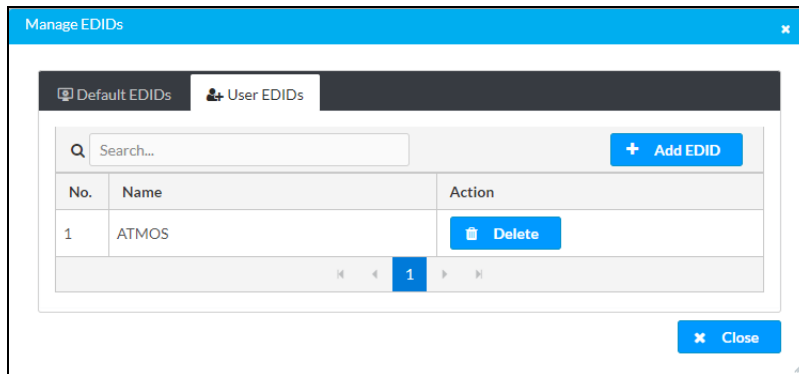 Manage EDIDs
Default EDIDs User EDIDs
Search... Add EDID
No. Name Action
1 ATMOS Delete
1
Close